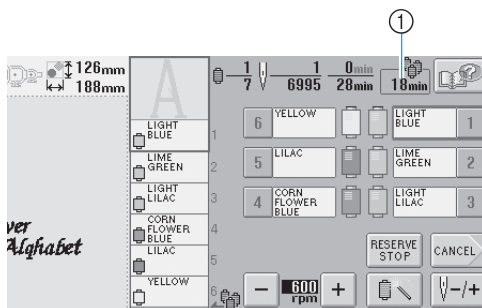 1
126mm
188mm
1
7
1
6995
0min
28min
18min
A
LIGHT
BLUE
1
LIME
GREEN
2
LIGHT
LILAC
3
CORN
FLOWER
BLUE
4
LILAC
5
YELLOW
6
6
YELLOW
LIGHT
BLUE
1
5
LILAC
LIME
GREEN
2
4
CORN
FLOWER
BLUE
LIGHT
LILAC
3
ver
Alphabet
RESERVE
STOP
CANCEL
−
600
rpm
+
−/+